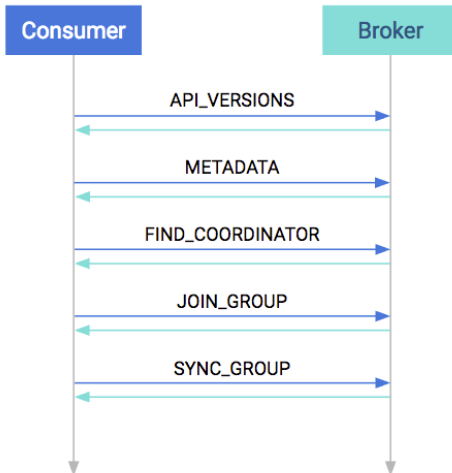 Consumer
Broker
API_VERSIONS
METADATA
FIND_COORDINATOR
JOIN_GROUP
SYNC_GROUP